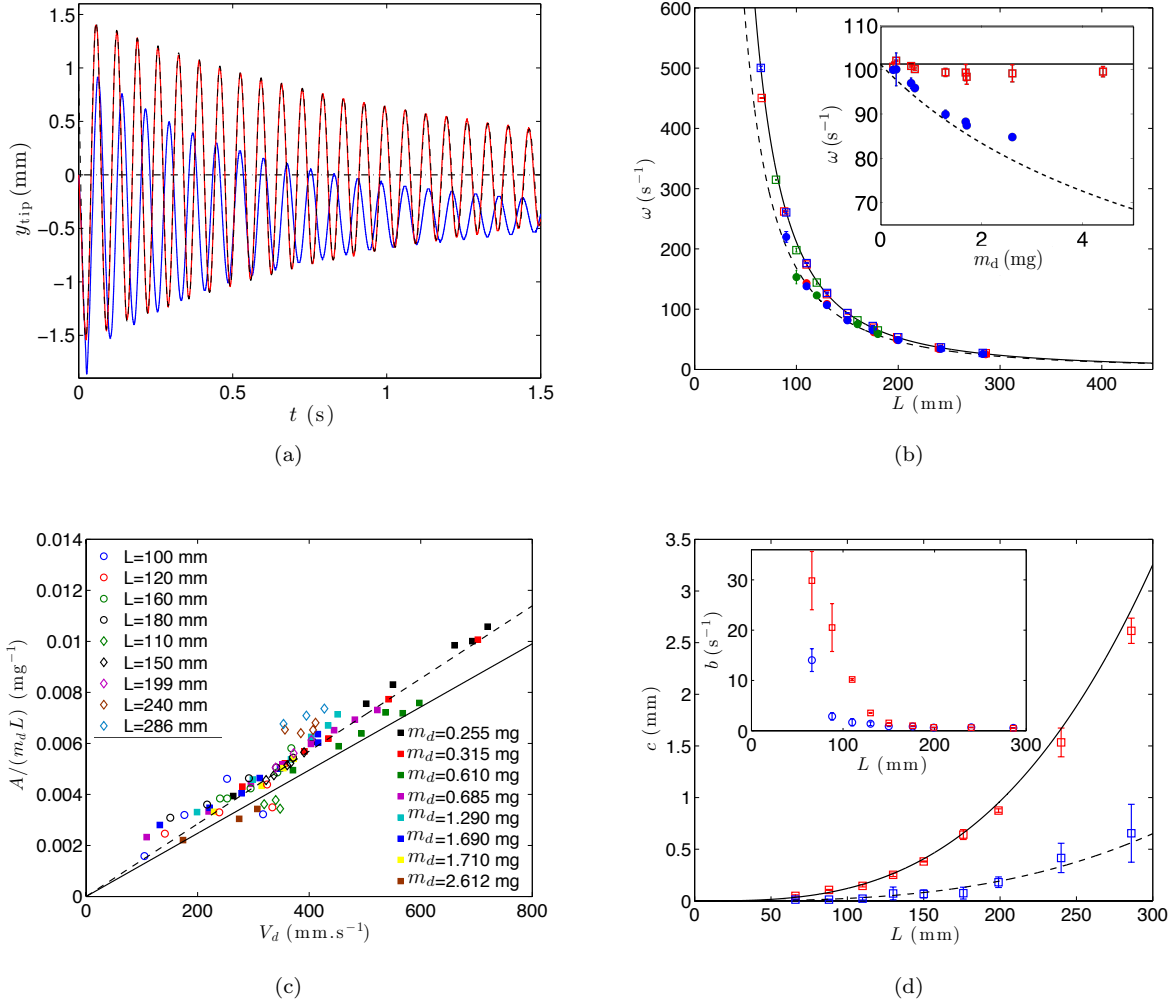 1.5
1
0.5
0
−0.5
−1
−1.5
y_tip (mm)
0 0.5 1 1.5
t (s)
(a)
600
500
400
300
200
100
0
ω (s⁻¹)
0 100 200 300 400
L (mm)
110
100
90
80
70
ω (s⁻¹)
0 2 4
m_d (mg)
(b)
0.014
0.012
0.01
0.008
0.006
0.004
0.002
0
A/(m_d L) (mg⁻¹)
L=100 mm
L=120 mm
L=160 mm
L=180 mm
L=110 mm
L=150 mm
L=199 mm
L=240 mm
L=286 mm
m_d=0.255 mg
m_d=0.315 mg
m_d=0.610 mg
m_d=0.685 mg
m_d=1.290 mg
m_d=1.690 mg
m_d=1.710 mg
m_d=2.612 mg
0 200 400 600 800
V_d (mm.s⁻¹)
(c)
3.5
3
2.5
2
1.5
1
0.5
0
c (mm)
30
20
10
0
b (s⁻¹)
0 100 200 300
L (mm)
0 50 100 150 200 250 300
L (mm)
(d)